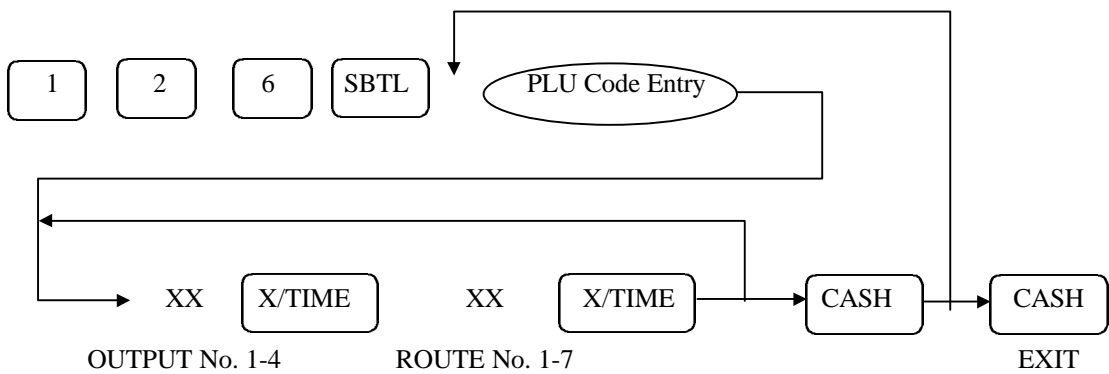 1 2 6 SBTL PLU Code Entry
XX X/TIME XX X/TIME CASH CASH
OUTPUT No. 1-4 ROUTE No. 1-7 EXIT